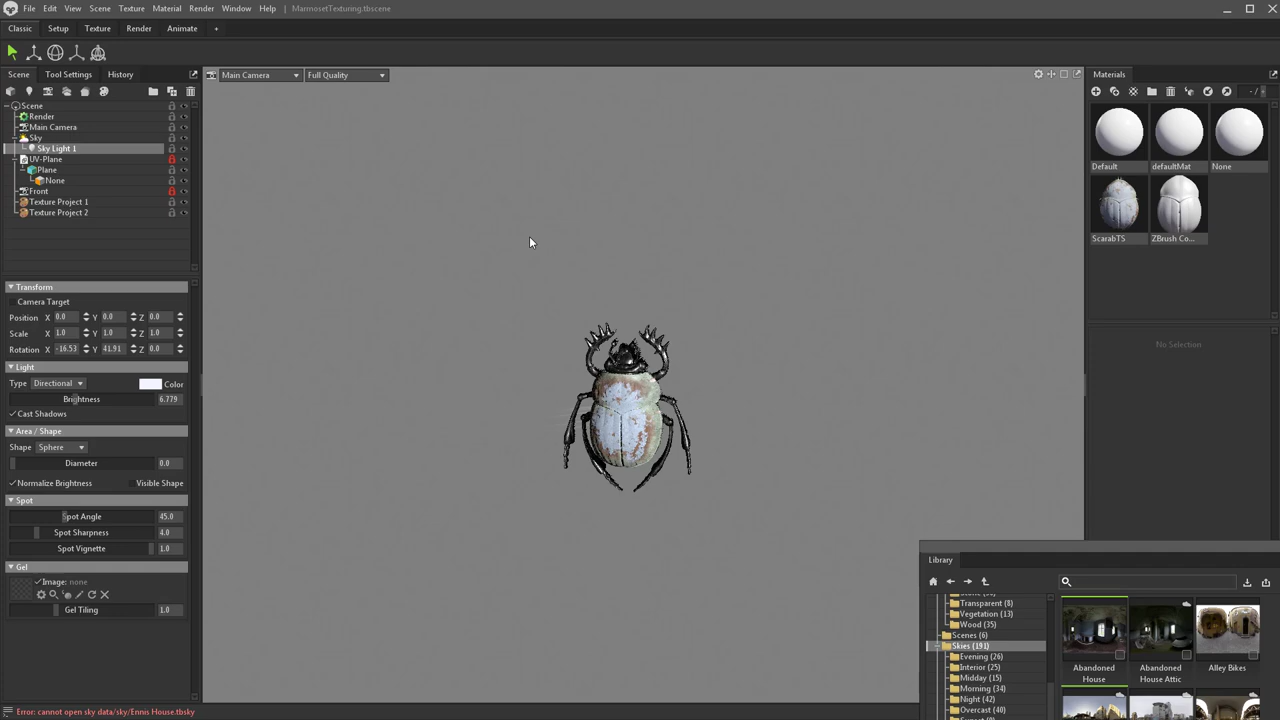 File Edit View Scene Texture Material Render Window Help MarmosetTexturing.tbscene
Classic Setup Texture Render Animate +
Scene Tool Settings History
Main Camera Full Quality
Materials
Scene
Render
Main Camera
Sky
Sky Light 1
UV-Plane
Plane
None
Front
Texture Project 1
Texture Project 2
Default defaultMat None
ScarabTS ZBrush Co...
No Selection
Transform
Camera Target
Position X 0.0 Y 0.0 Z 0.0
Scale X 1.0 Y 1.0 Z 1.0
Rotation X -16.53 Y 41.91 Z 0.0
Light
Type Directional Color
Brightness 6.779
Cast Shadows
Area / Shape
Shape Sphere
Diameter 0.0
Normalize Brightness Visible Shape
Spot
Spot Angle 45.0
Spot Sharpness 4.0
Spot Vignette 1.0
Gel
Image: none
Gel Tiling 1.0
Library
Transparent (8)
Vegetation (13)
Wood (35)
Scenes (6)
Skies (191)
Evening (26)
Interior (25)
Midday (15)
Morning (34)
Night (42)
Overcast (40)
Abandoned House
Abandoned House Attic
Alley Bikes
Error: cannot open sky data/sky/Ennis House.tbsky